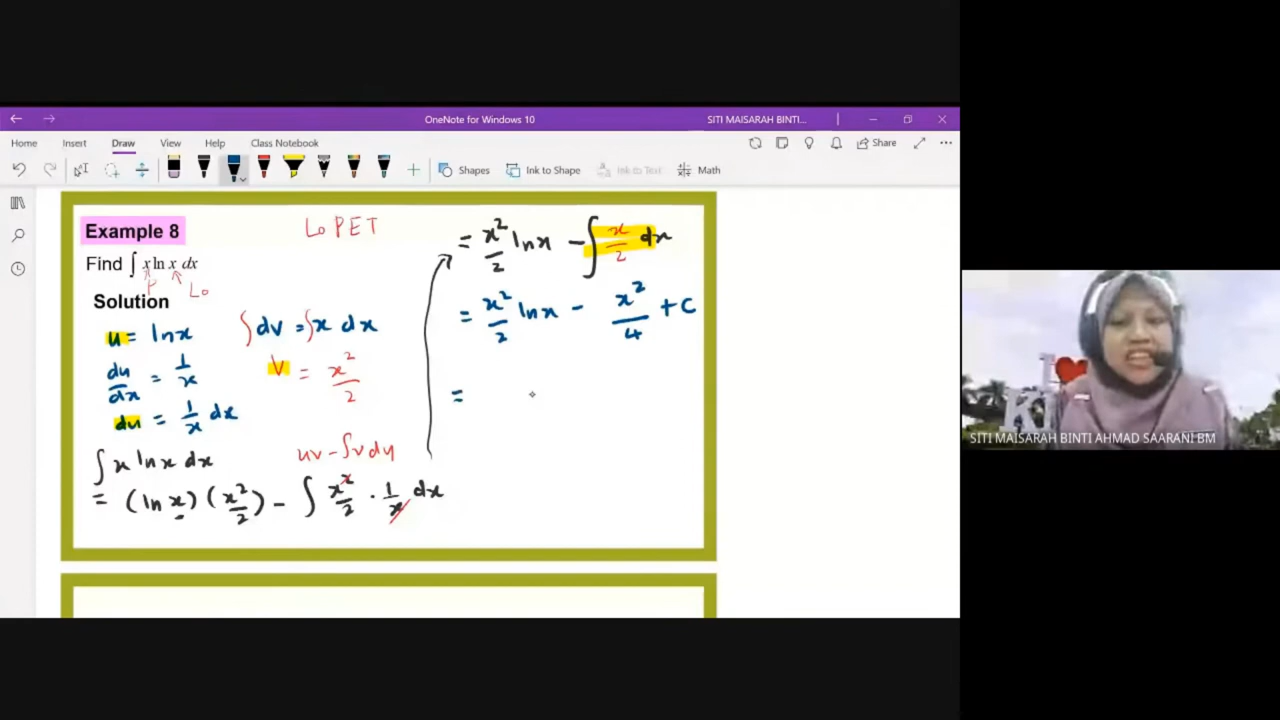 OneNote for Windows 10
SITI MAISARAH BINTI...
Home Insert Draw View Help Class Notebook
Share
Shapes Ink to Shape Ink to Text Math
Example 8
LoPET
Find ∫ x ln x dx
P Lo
Solution
u = ln x
du/dx = 1/x
du = 1/x dx
∫dv = ∫x dx
v = x²/2
∫ x ln x dx
uv - ∫v du
= (ln x)(x²/2) - ∫ x²/2 · 1/x dx
= x²/2 ln x - ∫ x/2 dx
= x²/2 ln x - x²/4 + c
=
I
KI
SITI MAISARAH BINTI AHMAD SAARANI BM